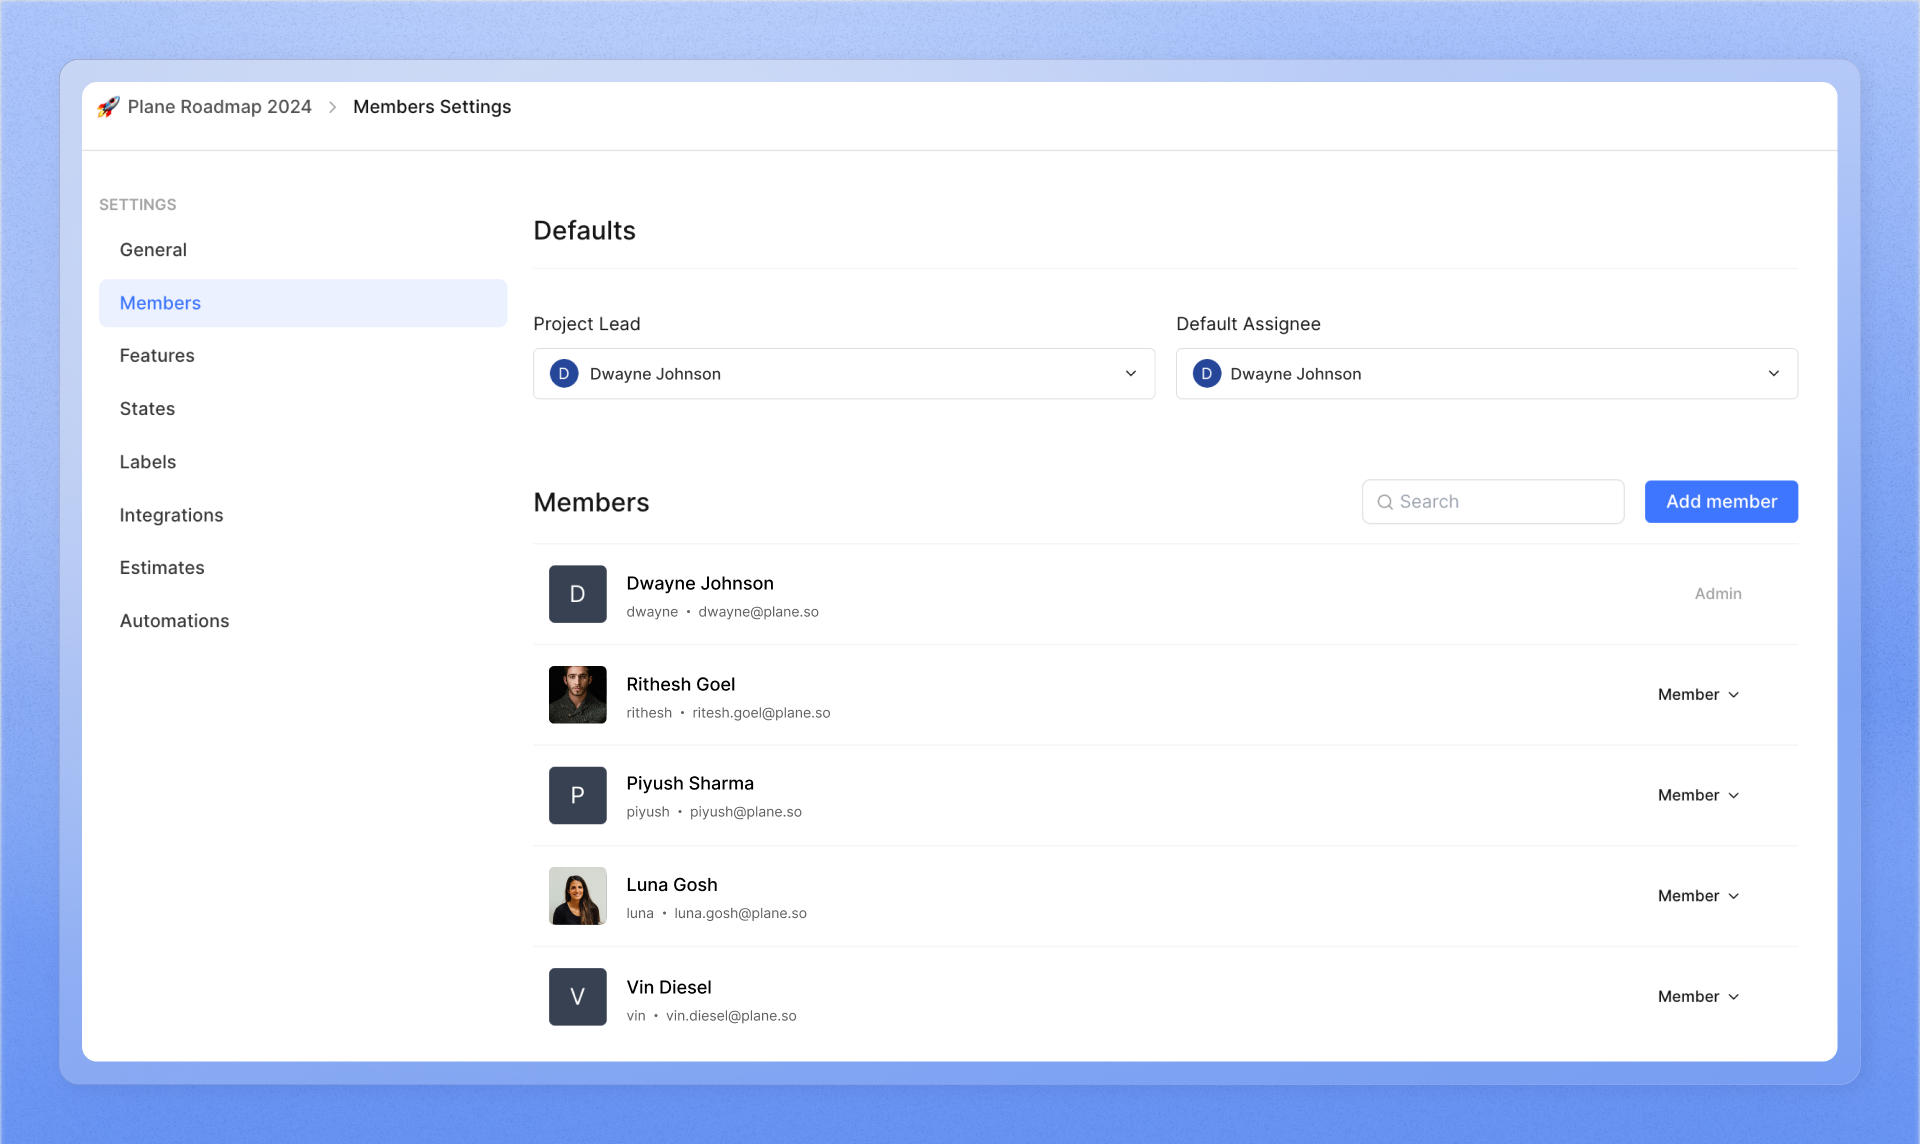 Plane Roadmap 2024 > Members Settings
SETTINGS
General
Members
Features
States
Labels
Integrations
Estimates
Automations
Defaults
Project Lead
D Dwayne Johnson
Default Assignee
D Dwayne Johnson
Members
Search
Add member
D
Dwayne Johnson
dwayne • dwayne@plane.so
Admin
Rithesh Goel
rithesh • ritesh.goel@plane.so
Member
P
Piyush Sharma
piyush • piyush@plane.so
Member
Luna Gosh
luna • luna.gosh@plane.so
Member
V
Vin Diesel
vin • vin.diesel@plane.so
Member